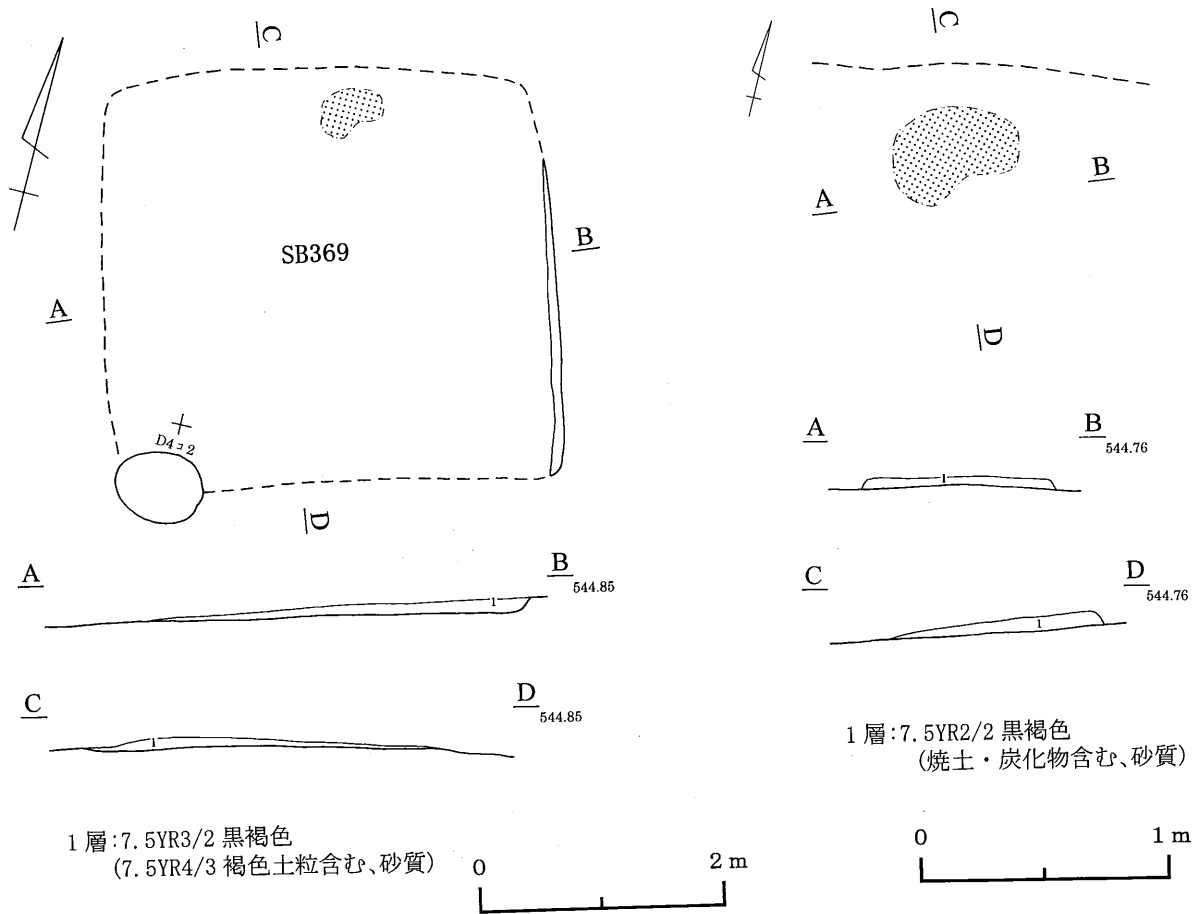 C
SB369
A
B
D4コ2
D
A
B
544.85
1
C
D
544.85
1
1層:7.5YR3/2 黒褐色
(7.5YR4/3 褐色土粒含む、砂質)
0
2 m
C
A
B
D
A
B
544.76
1
C
D
544.76
1
1層:7.5YR2/2 黒褐色
(焼土・炭化物含む、砂質)
0
1 m